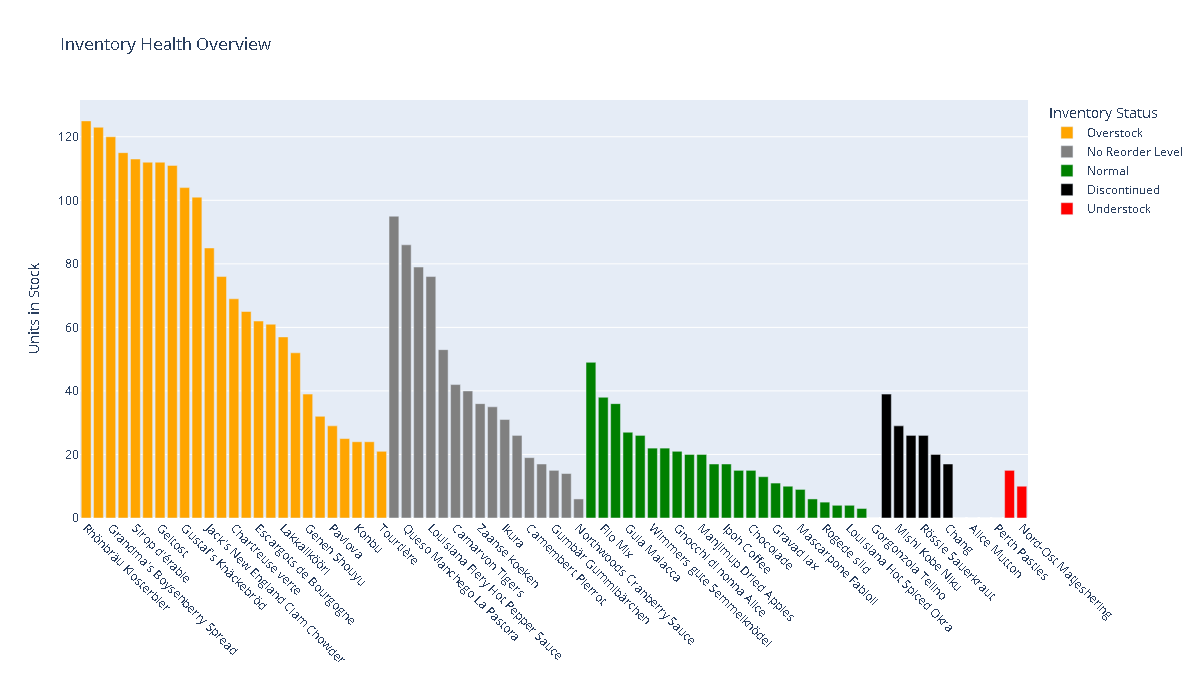 Inventory Health Overview
Inventory Status
Overstock
No Reorder Level
Normal
Discontinued
Understock
Units in Stock
120
100
80
60
40
20
0
Rhönbräu Klosterbier
Grandma's Boysenberry Spread
Sirop d'érable
Geitost
Gustaf's Knäckebröd
Jack's New England Clam Chowder
Chartreuse verte
Escargots de Bourgogne
Lakkalikööri
Genen Shouyu
Pavlova
Konbu
Tourtière
Queso Manchego La Pastora
Louisiana Fiery Hot Pepper Sauce
Carnarvon Tigers
Zaanse koeken
Ikura
Camembert Pierrot
Gumbär Gummibärchen
Northwoods Cranberry Sauce
Filo Mix
Guia Malacca
Wimmers gute Semmelknödel
Gnocchi di nonna Alice
Manjimup Dried Apples
Ipoh Coffee
Chocolade
Gravad lax
Mascarpone Fabioli
Rogede sild
Louisiana Hot Spiced Okra
Gorgonzola Telino
Mishi Kobe Niku
Rössle Sauerkraut
Chang
Alice Mutton
Perth Pasties
Nord-Ost Matjeshering